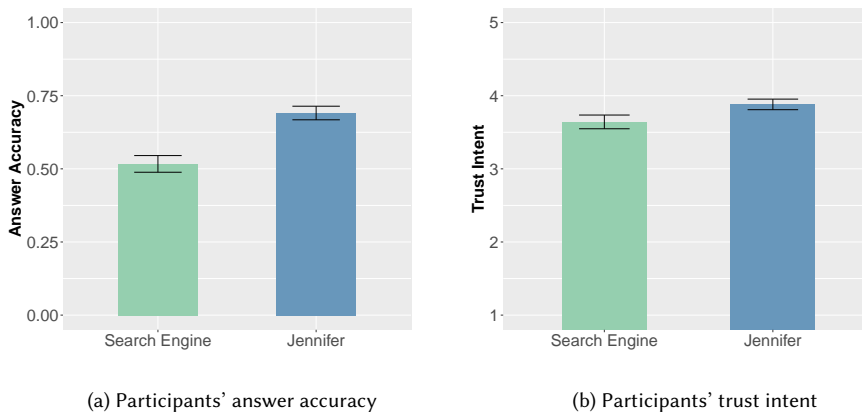 1.00
0.75
0.50
0.25
0.00
Answer Accuracy
Search Engine
Jennifer
(a) Participants' answer accuracy
5
4
3
2
1
Trust Intent
Search Engine
Jennifer
(b) Participants' trust intent